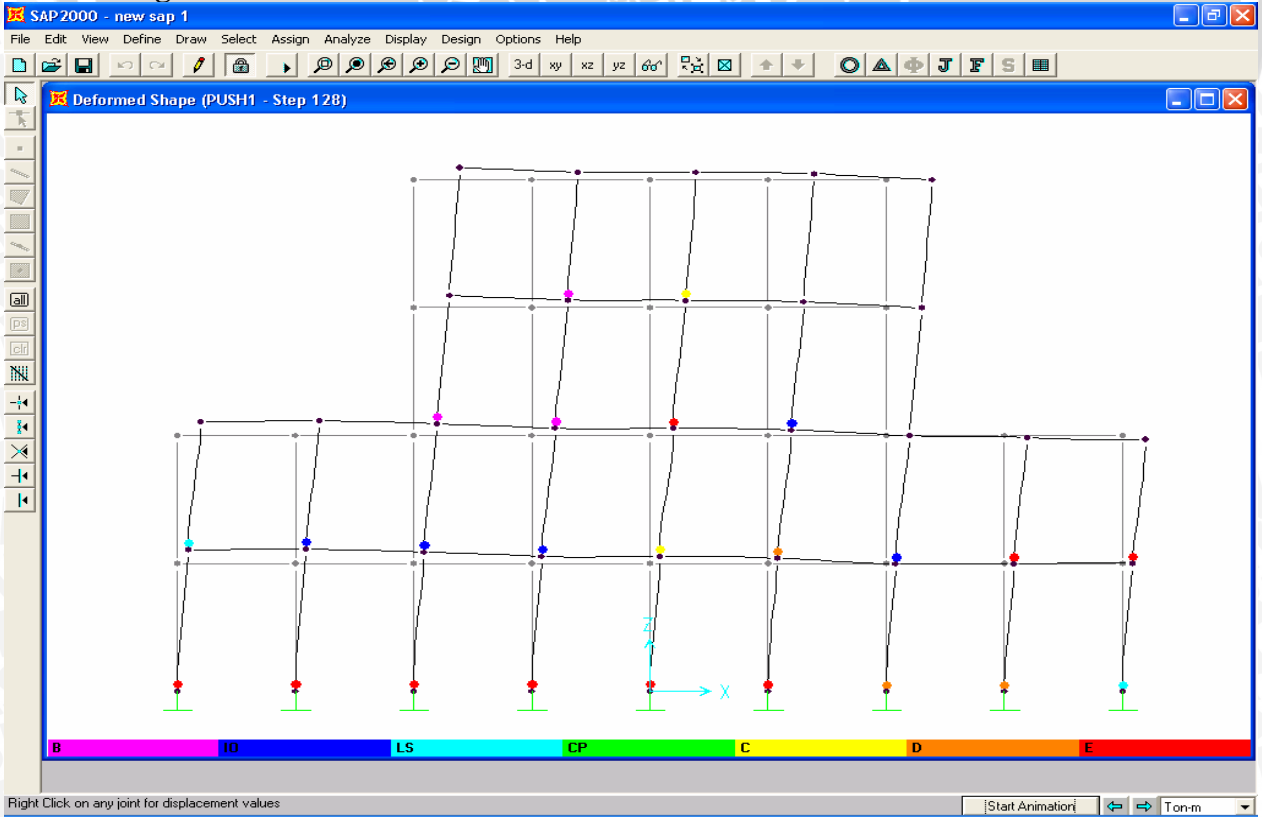 SAP2000 - new sap 1
File Edit View Define Draw Select Assign Analyze Display Design Options Help
3-d xy xz yz J F S
Deformed Shape (PUSH1 - Step 128)
all
ps
clr
Z
X
B IO LS CP C D E
Right Click on any joint for displacement values Start Animation Ton-m